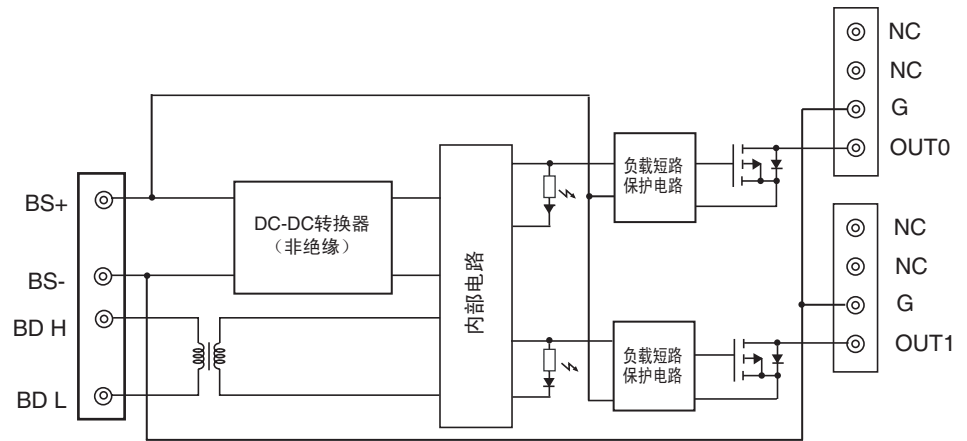 NC
NC
G
OUT0
负载短路
保护电路
BS+
DC-DC转换器
（非绝缘）
内部电路
BS-
BD H
BD L
NC
NC
G
OUT1
负载短路
保护电路